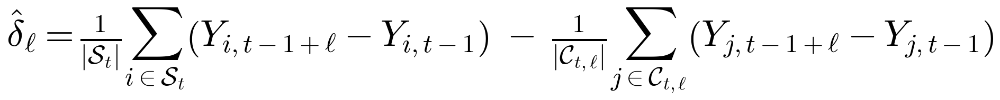 $\hat{\delta}_{\ell} = \frac{1}{|\mathcal{S}_t|} \sum_{i \in \mathcal{S}_t} (Y_{i,t-1+\ell} - Y_{i,t-1}) - \frac{1}{|\mathcal{C}_{t,\ell}|} \sum_{j \in \mathcal{C}_{t,\ell}} (Y_{j,t-1+\ell} - Y_{j,t-1})$